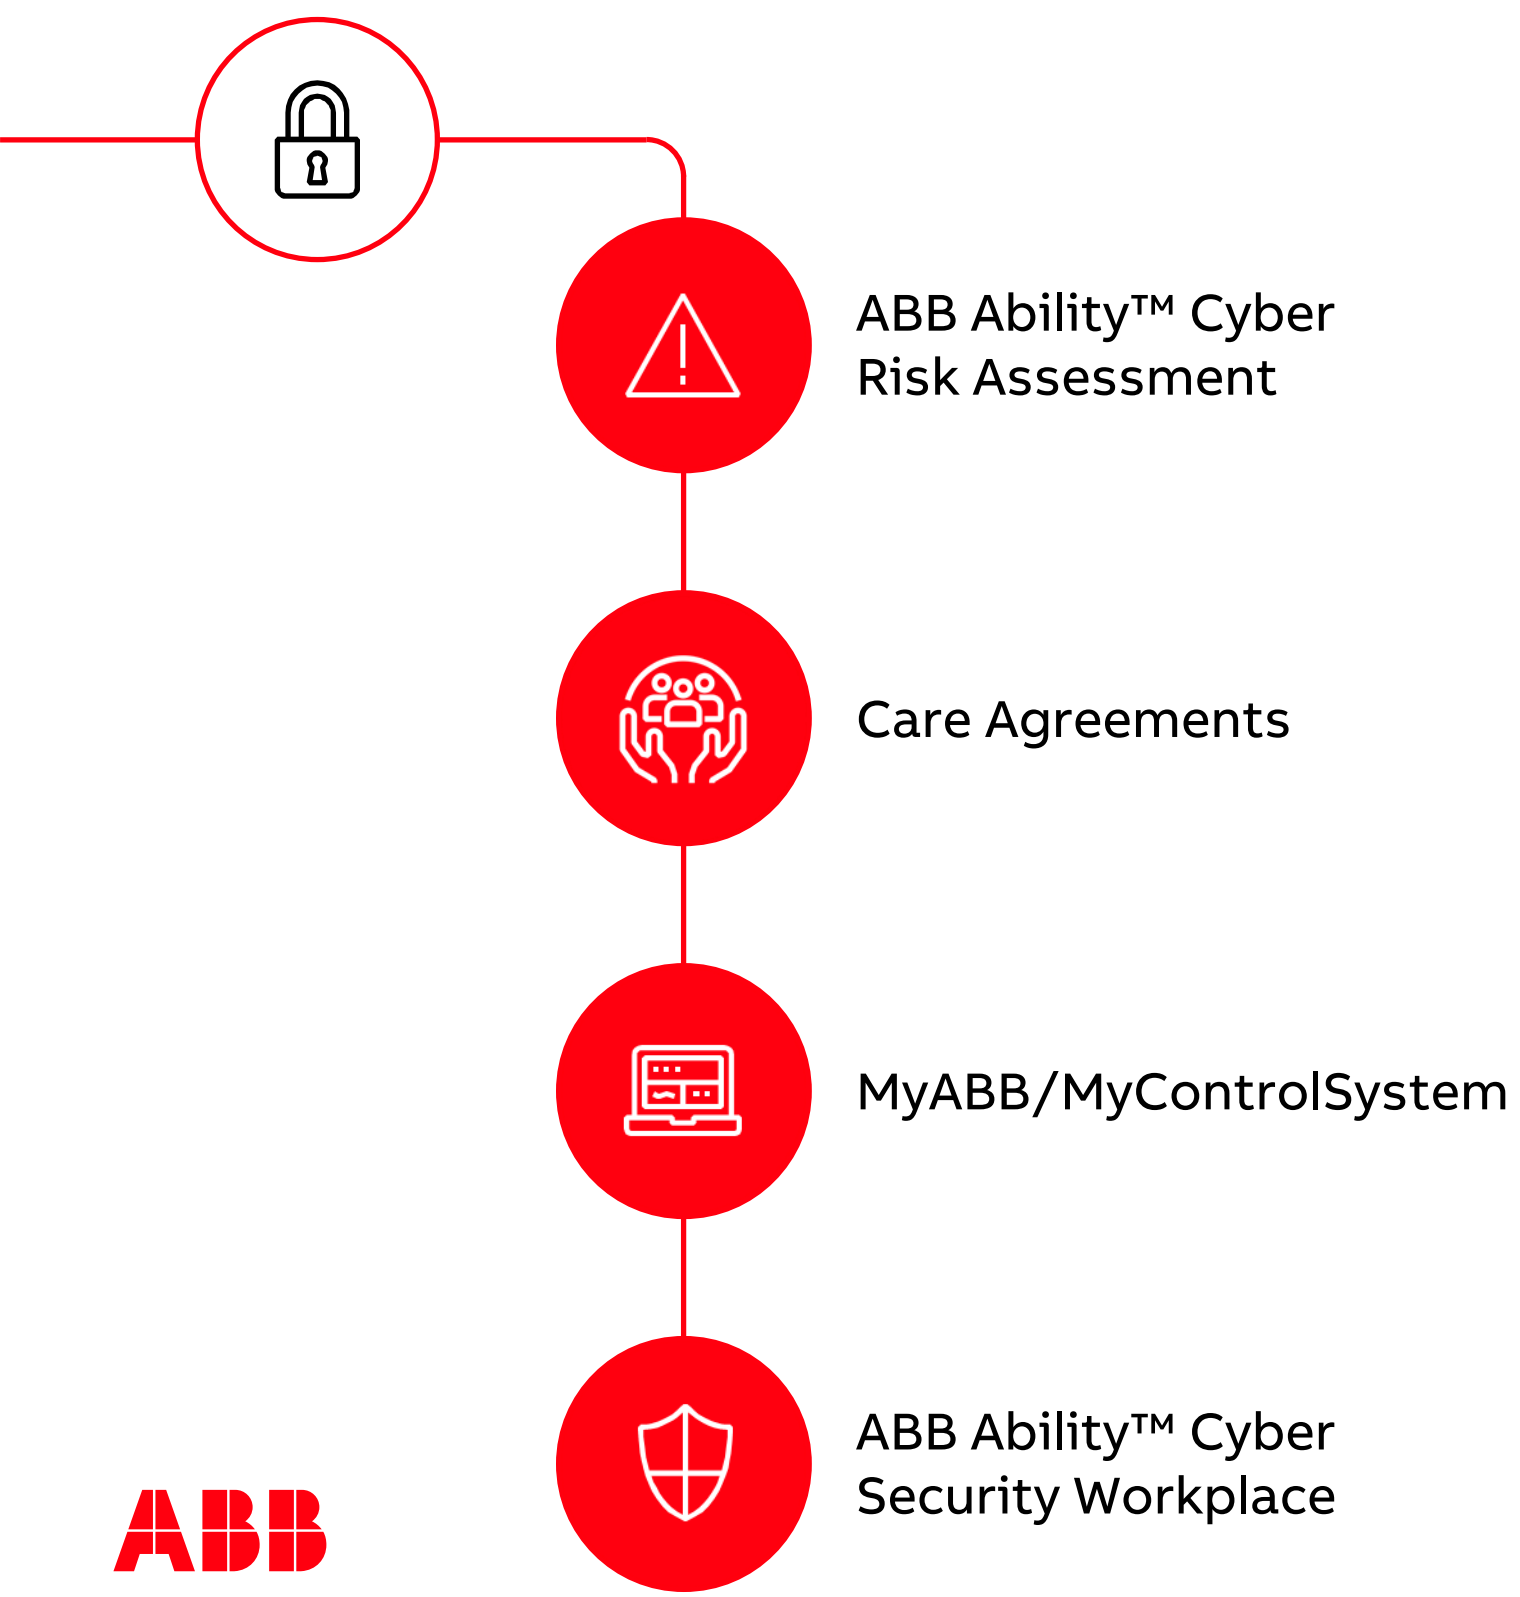 ABB Ability™ Cyber
Risk Assessment
Care Agreements
MyABB/MyControlSystem
ABB Ability™ Cyber
Security Workplace
ABB